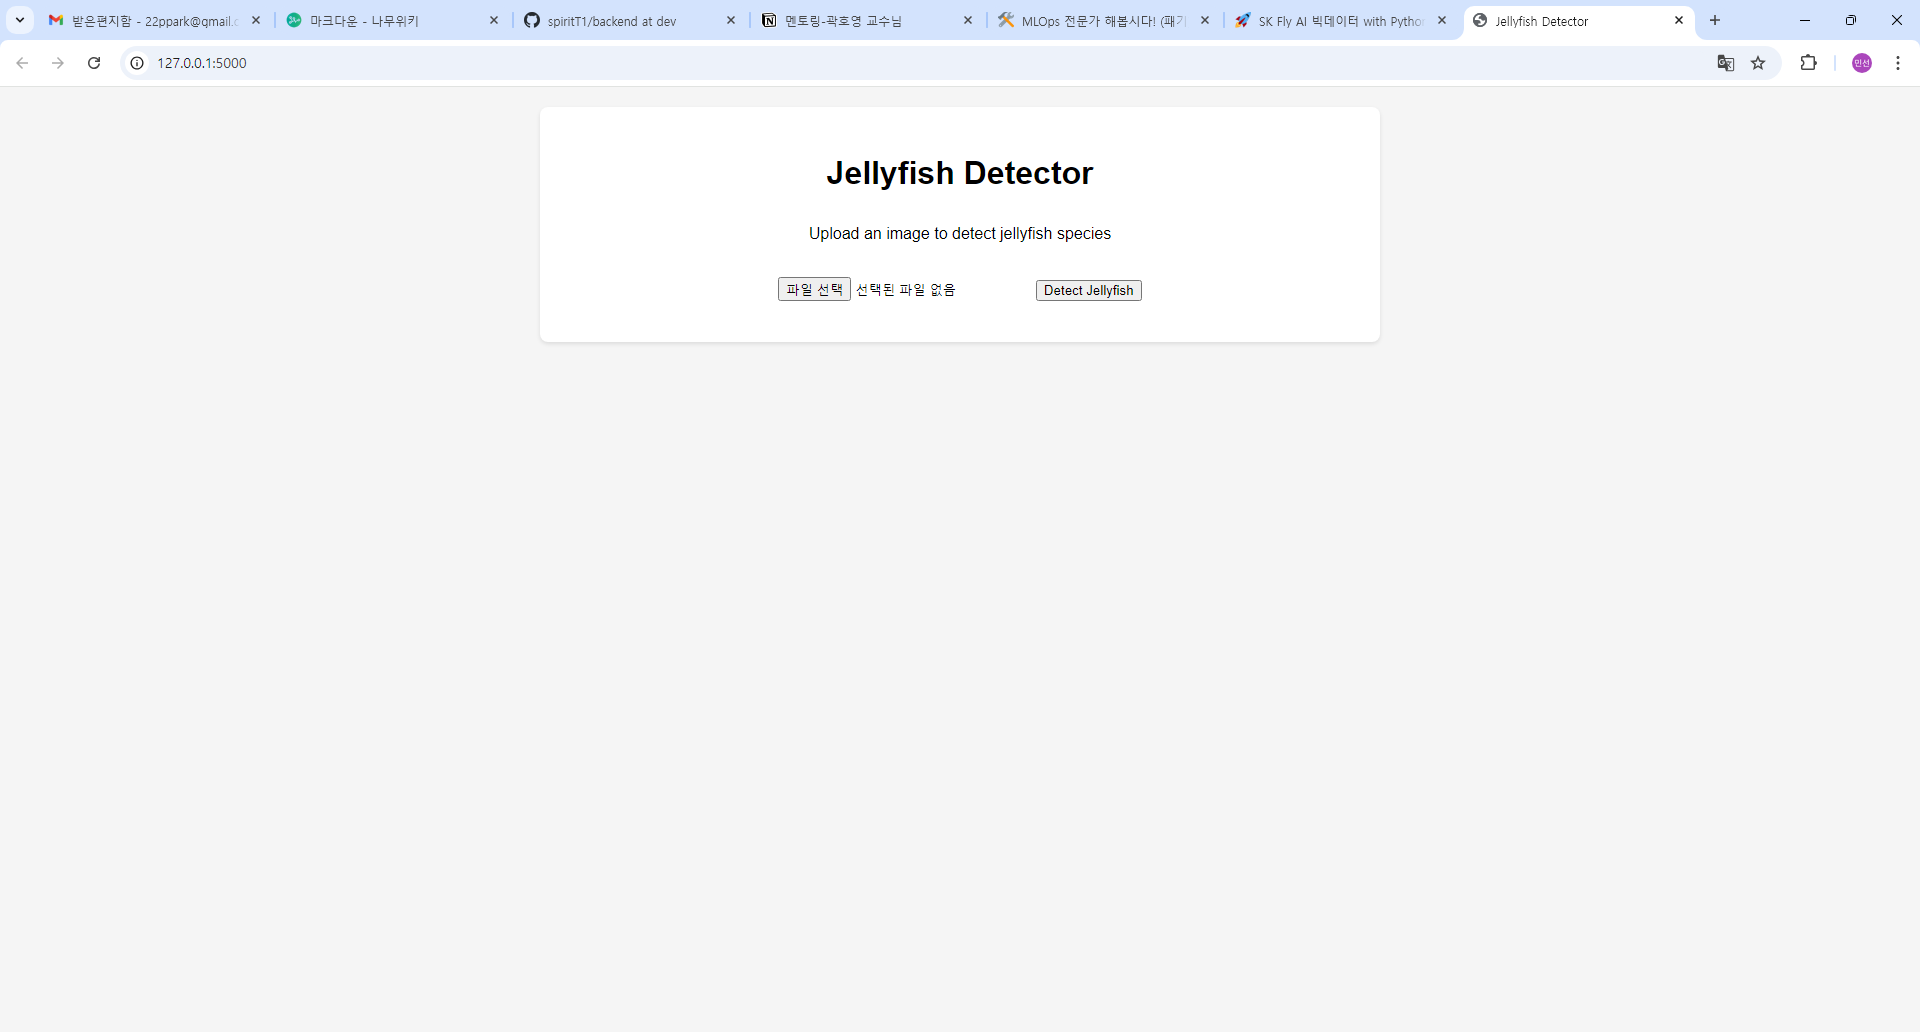 받은편지함 - 22ppark@gmail.c
마크다운 - 나무위키
spiritT1/backend at dev
멘토링-곽호영 교수님
MLOps 전문가 해봅시다! (패기
SK Fly AI 빅데이터 with Pytho
Jellyfish Detector
127.0.0.1:5000
민선
Jellyfish Detector
Upload an image to detect jellyfish species
파일 선택 선택된 파일 없음 Detect Jellyfish